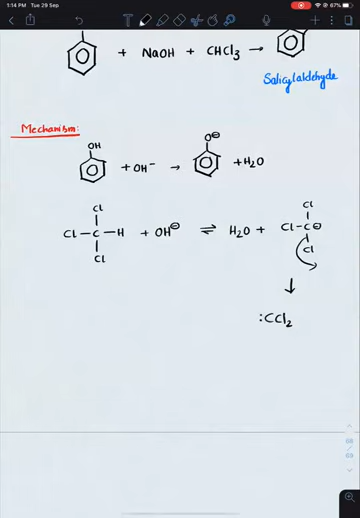 1:14 PM Tue 29 Sep
67%
+ NaOH + CHCl3 →
Salicylaldehyde
Mechanism:
OH
O⊖
+ OH⁻ → + H2O
Cl
Cl
Cl - C - H + OH⊖ ⇌ H2O + Cl - C⊖
Cl
Cl
↓
:CCl2